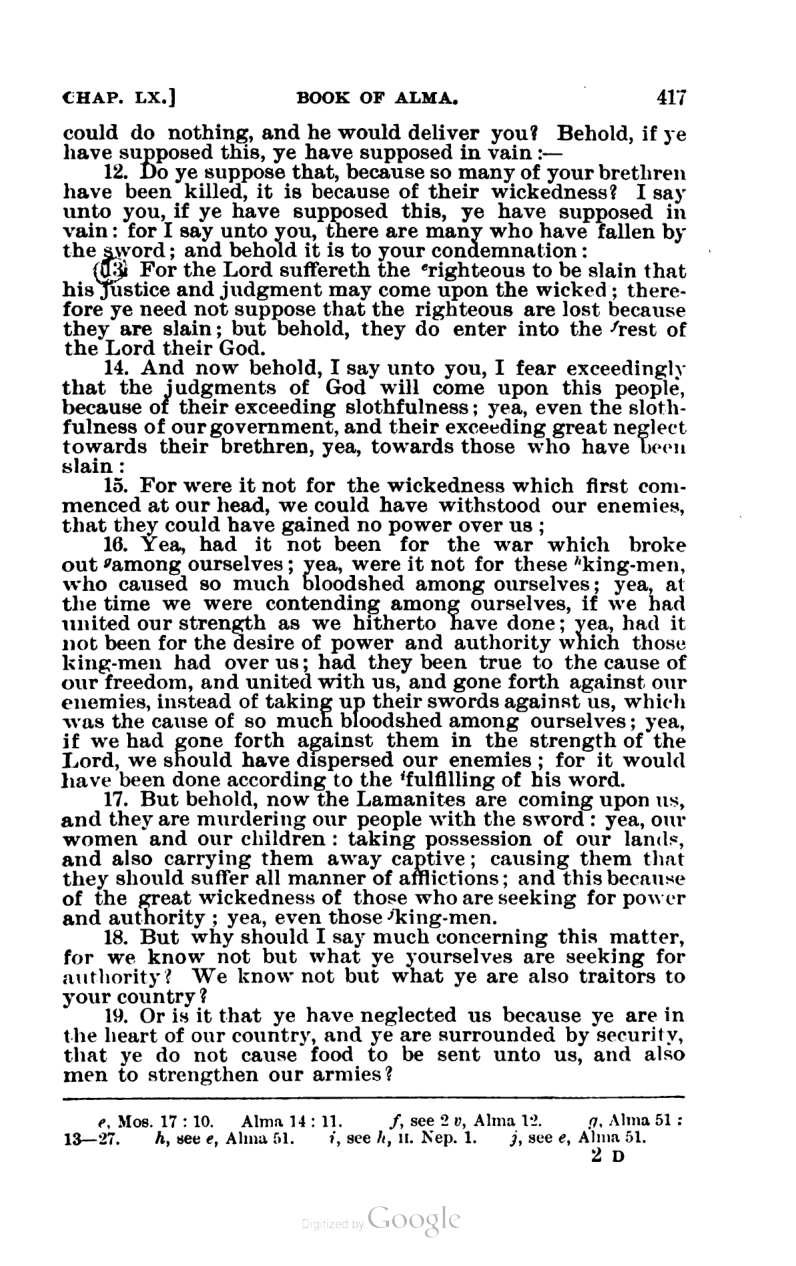 CHAP. LX.] BOOK OF ALMA. 417
could do nothing, and he would deliver you? Behold, if ye
have supposed this, ye have supposed in vain :—
12. Do ye suppose that, because so many of your brethren
have been killed, it is because of their wickedness? I say
unto you, if ye have supposed this, ye have supposed in
vain: for I say unto you, there are many who have fallen by
the sword; and behold it is to your condemnation:
(13) For the Lord suffereth the ᵉrighteous to be slain that
his justice and judgment may come upon the wicked; there-
fore ye need not suppose that the righteous are lost because
they are slain; but behold, they do enter into the ᶠrest of
the Lord their God.
14. And now behold, I say unto you, I fear exceedingly
that the judgments of God will come upon this people,
because of their exceeding slothfulness; yea, even the sloth-
fulness of our government, and their exceeding great neglect
towards their brethren, yea, towards those who have been
slain:
15. For were it not for the wickedness which first com-
menced at our head, we could have withstood our enemies,
that they could have gained no power over us;
16. Yea, had it not been for the war which broke
out ᵍamong ourselves; yea, were it not for these ʰking-men,
who caused so much bloodshed among ourselves; yea, at
the time we were contending among ourselves, if we had
united our strength as we hitherto have done; yea, had it
not been for the desire of power and authority which those
king-men had over us; had they been true to the cause of
our freedom, and united with us, and gone forth against our
enemies, instead of taking up their swords against us, which
was the cause of so much bloodshed among ourselves; yea,
if we had gone forth against them in the strength of the
Lord, we should have dispersed our enemies; for it would
have been done according to the ⁱfulfilling of his word.
17. But behold, now the Lamanites are coming upon us,
and they are murdering our people with the sword: yea, our
women and our children: taking possession of our lands,
and also carrying them away captive; causing them that
they should suffer all manner of afflictions; and this because
of the great wickedness of those who are seeking for power
and authority; yea, even those ʲking-men.
18. But why should I say much concerning this matter,
for we know not but what ye yourselves are seeking for
authority? We know not but what ye are also traitors to
your country?
19. Or is it that ye have neglected us because ye are in
the heart of our country, and ye are surrounded by security,
that ye do not cause food to be sent unto us, and also
men to strengthen our armies?
e, Mos. 17 : 10. Alma 14 : 11. f, see 2 v, Alma 12. g, Alma 51 :
13—27. h, see e, Alma 51. i, see h, II. Nep. 1. j, see e, Alma 51.
2 D
Digitized by Google